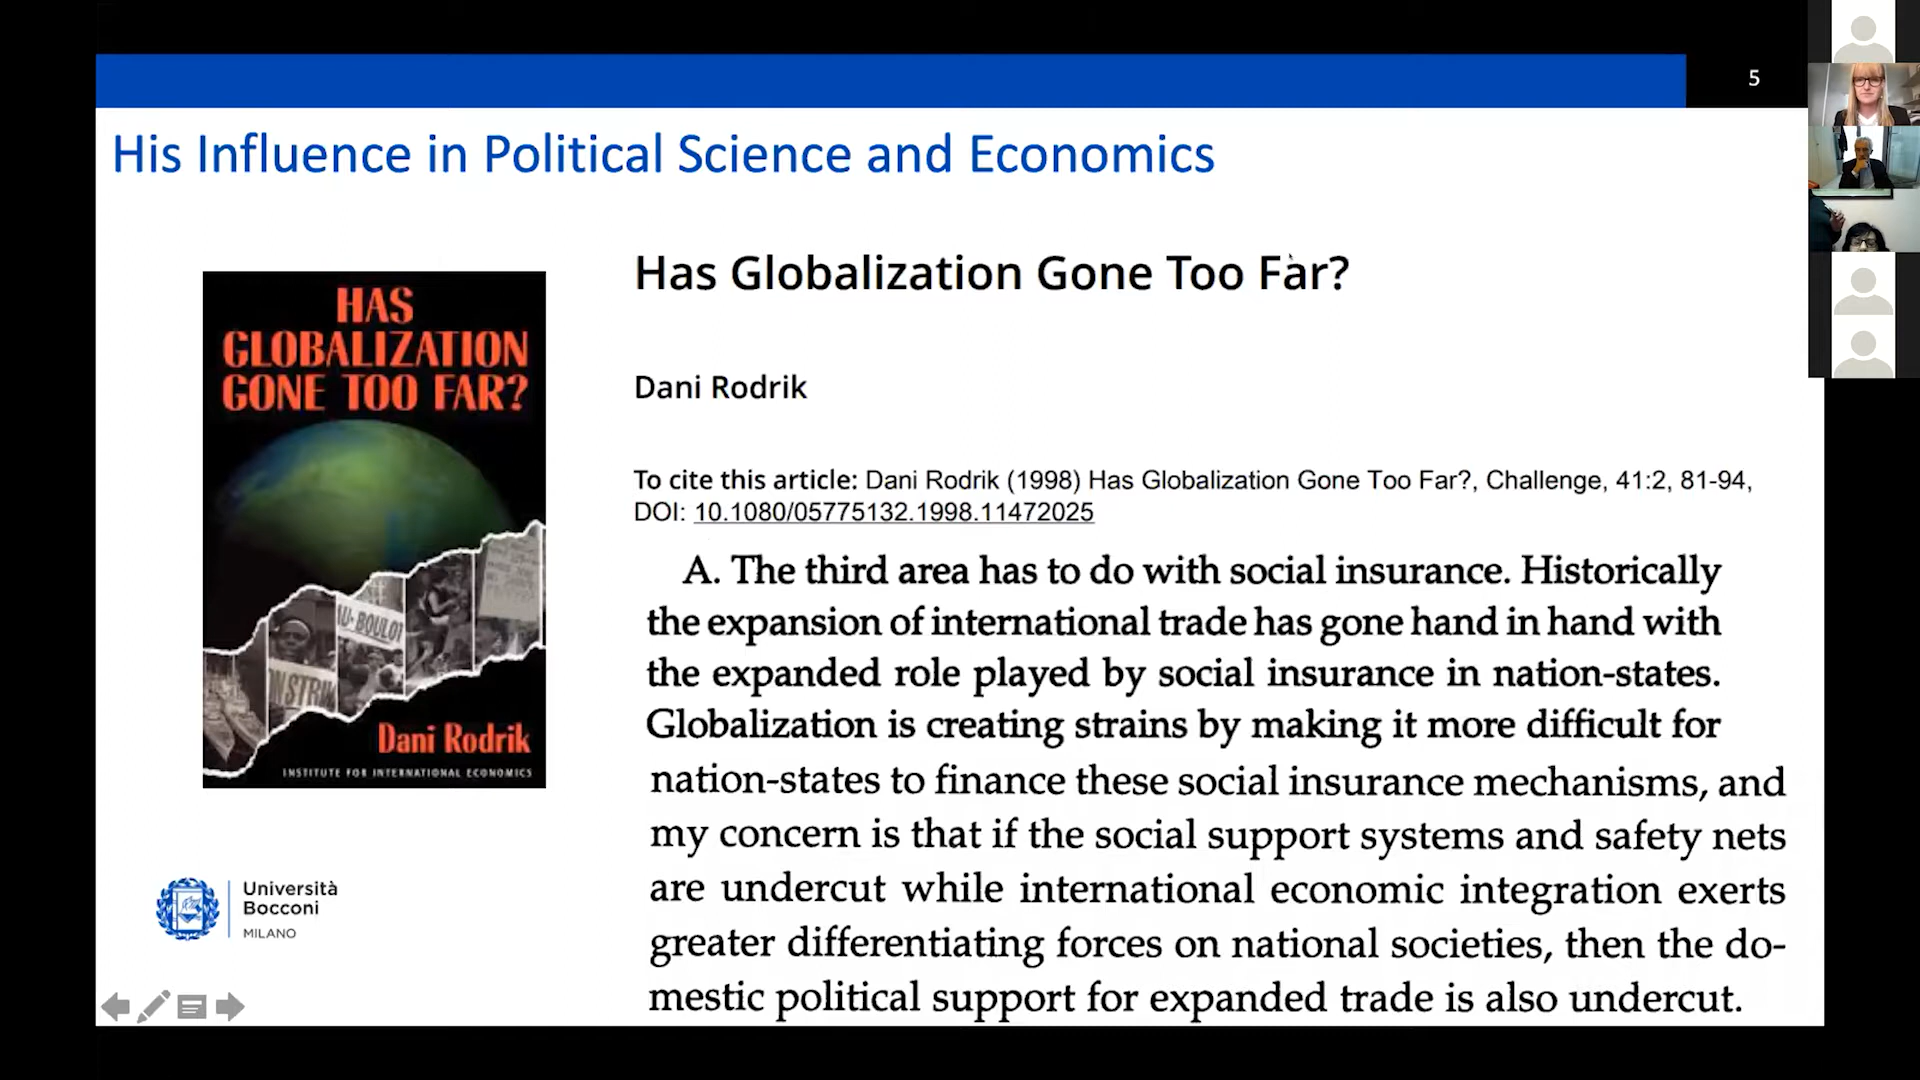 5
His Influence in Political Science and Economics
HAS
GLOBALIZATION
GONE TOO FAR?
AU·BOULOT
Dani Rodrik
INSTITUTE FOR INTERNATIONAL ECONOMICS
Has Globalization Gone Too Far?
Dani Rodrik
To cite this article: Dani Rodrik (1998) Has Globalization Gone Too Far?, Challenge, 41:2, 81-94,
DOI: 10.1080/05775132.1998.11472025
A. The third area has to do with social insurance. Historically
the expansion of international trade has gone hand in hand with
the expanded role played by social insurance in nation-states.
Globalization is creating strains by making it more difficult for
nation-states to finance these social insurance mechanisms, and
my concern is that if the social support systems and safety nets
are undercut while international economic integration exerts
greater differentiating forces on national societies, then the do-
mestic political support for expanded trade is also undercut.
Università
Bocconi
MILANO